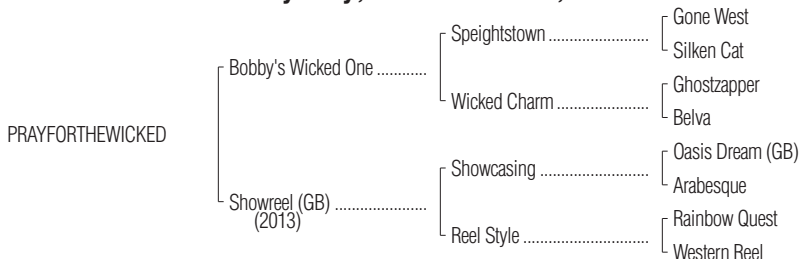 Gone West
Speightstown ........................
Silken Cat
Bobby's Wicked One ............
Ghostzapper
Wicked Charm ......................
Belva
PRAYFORTHEWICKED
Oasis Dream (GB)
Showcasing ..........................
Arabesque
Showreel (GB) ......................
(2013)
Rainbow Quest
Reel Style ..............................
Western Reel